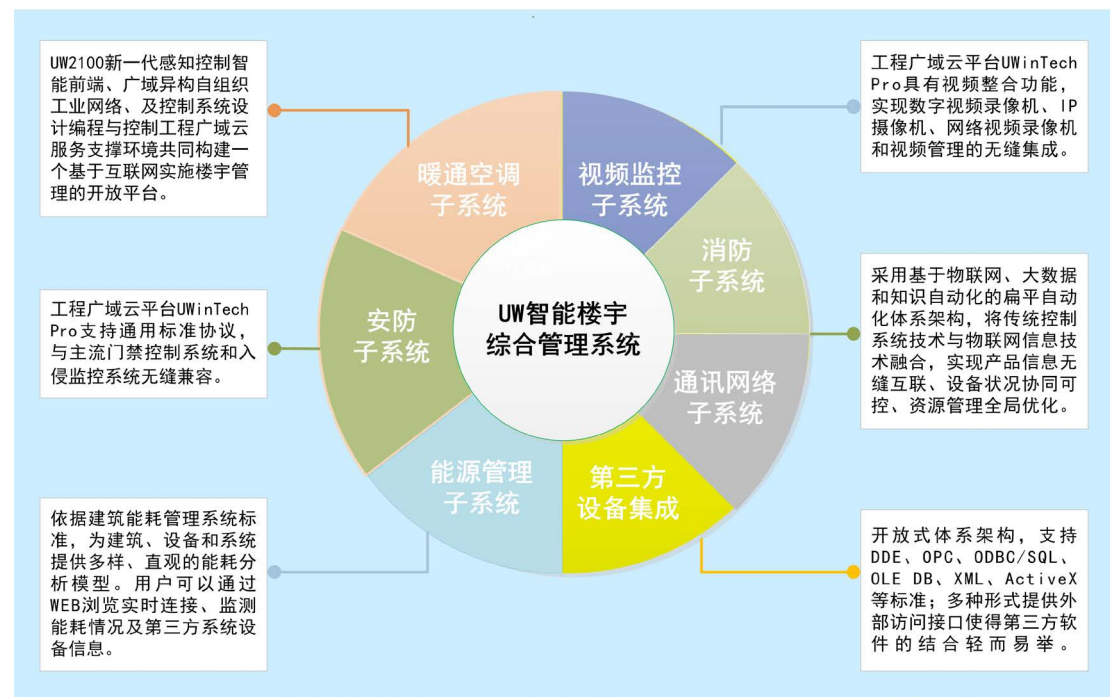 UW2100新一代感知控制智
能前端、广域异构自组织
工业网络、及控制系统设
计编程与控制工程广域云
服务支撑环境共同构建一
个基于互联网实施楼宇管
理的开放平台。
工程广域云平台UWinTech
Pro支持通用标准协议，
与主流门禁控制系统和入
侵监控系统无缝兼容。
依据建筑能耗管理系统标
准，为建筑、设备和系统
提供多样、直观的能耗分
析模型。用户可以通过
WEB浏览实时连接、监测
能耗情况及第三方系统设
备信息。
暖通空调
子系统
视频监控
子系统
消防
子系统
安防
子系统
UW智能楼宇
综合管理系统
通讯网络
子系统
能源管理
子系统
第三方
设备集成
工程广域云平台UWinTech
Pro具有视频整合功能，
实现数字视频录像机、IP
摄像机、网络视频录像机
和视频管理的无缝集成。
采用基于物联网、大数据
和知识自动化的扁平自动
化体系架构，将传统控制
系统技术与物联网信息技
术融合，实现产品信息无
缝互联、设备状况协同可
控、资源管理全局优化。
开放式体系架构，支持
DDE、OPC、ODBC/SQL、
OLE DB、XML、ActiveX
等标准；多种形式提供外
部访问接口使得第三方软
件的结合轻而易举。